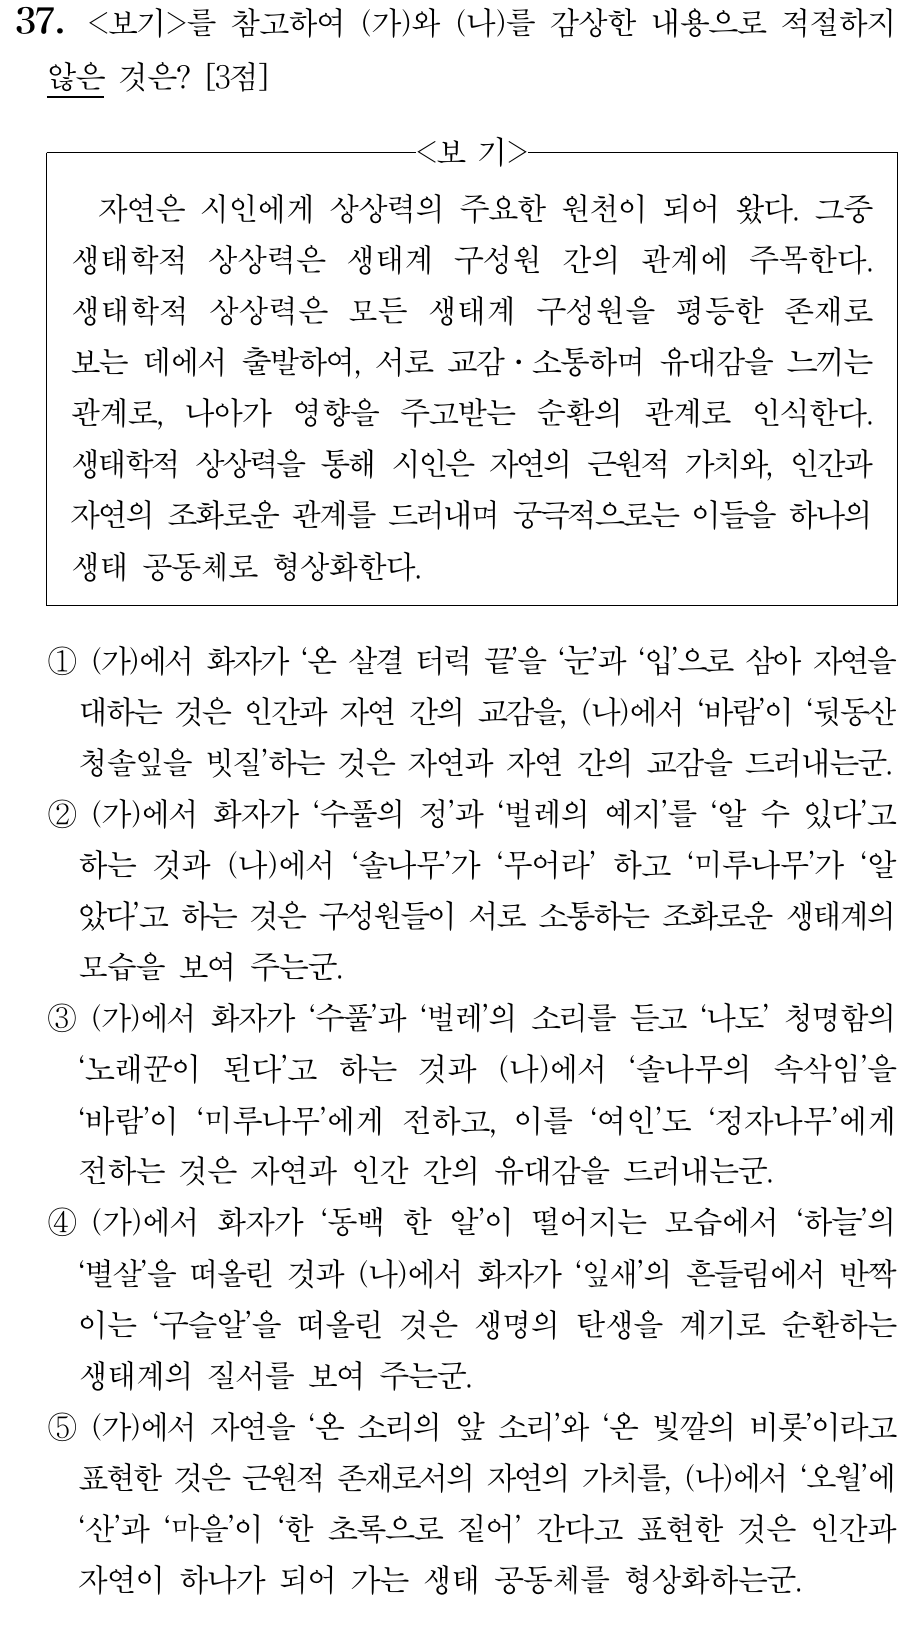 37. <보기>를 참고하여 (가)와 (나)를 감상한 내용으로 적절하지
않은 것은? [3점]
<보 기>
자연은 시인에게 상상력의 주요한 원천이 되어 왔다. 그중
생태학적 상상력은 생태계 구성원 간의 관계에 주목한다.
생태학적 상상력은 모든 생태계 구성원을 평등한 존재로
보는 데에서 출발하여, 서로 교감·소통하며 유대감을 느끼는
관계로, 나아가 영향을 주고받는 순환의 관계로 인식한다.
생태학적 상상력을 통해 시인은 자연의 근원적 가치와, 인간과
자연의 조화로운 관계를 드러내며 궁극적으로는 이들을 하나의
생태 공동체로 형상화한다.
① (가)에서 화자가 ‘온 살결 터럭 끝’을 ‘눈’과 ‘입’으로 삼아 자연을
대하는 것은 인간과 자연 간의 교감을, (나)에서 ‘바람’이 ‘뒷동산
청솔잎을 빗질’하는 것은 자연과 자연 간의 교감을 드러내는군.
② (가)에서 화자가 ‘수풀의 정’과 ‘벌레의 예지’를 ‘알 수 있다’고
하는 것과 (나)에서 ‘솔나무’가 ‘무어라’ 하고 ‘미루나무’가 ‘알
았다’고 하는 것은 구성원들이 서로 소통하는 조화로운 생태계의
모습을 보여 주는군.
③ (가)에서 화자가 ‘수풀’과 ‘벌레’의 소리를 듣고 ‘나도’ 청명함의
‘노래꾼이 된다’고 하는 것과 (나)에서 ‘솔나무의 속삭임’을
‘바람’이 ‘미루나무’에게 전하고, 이를 ‘여인’도 ‘정자나무’에게
전하는 것은 자연과 인간 간의 유대감을 드러내는군.
④ (가)에서 화자가 ‘동백 한 알’이 떨어지는 모습에서 ‘하늘’의
‘별살’을 떠올린 것과 (나)에서 화자가 ‘잎새’의 흔들림에서 반짝
이는 ‘구슬알’을 떠올린 것은 생명의 탄생을 계기로 순환하는
생태계의 질서를 보여 주는군.
⑤ (가)에서 자연을 ‘온 소리의 앞 소리’와 ‘온 빛깔의 비롯’이라고
표현한 것은 근원적 존재로서의 자연의 가치를, (나)에서 ‘오월’에
‘산’과 ‘마을’이 ‘한 초록으로 짙어’ 간다고 표현한 것은 인간과
자연이 하나가 되어 가는 생태 공동체를 형상화하는군.